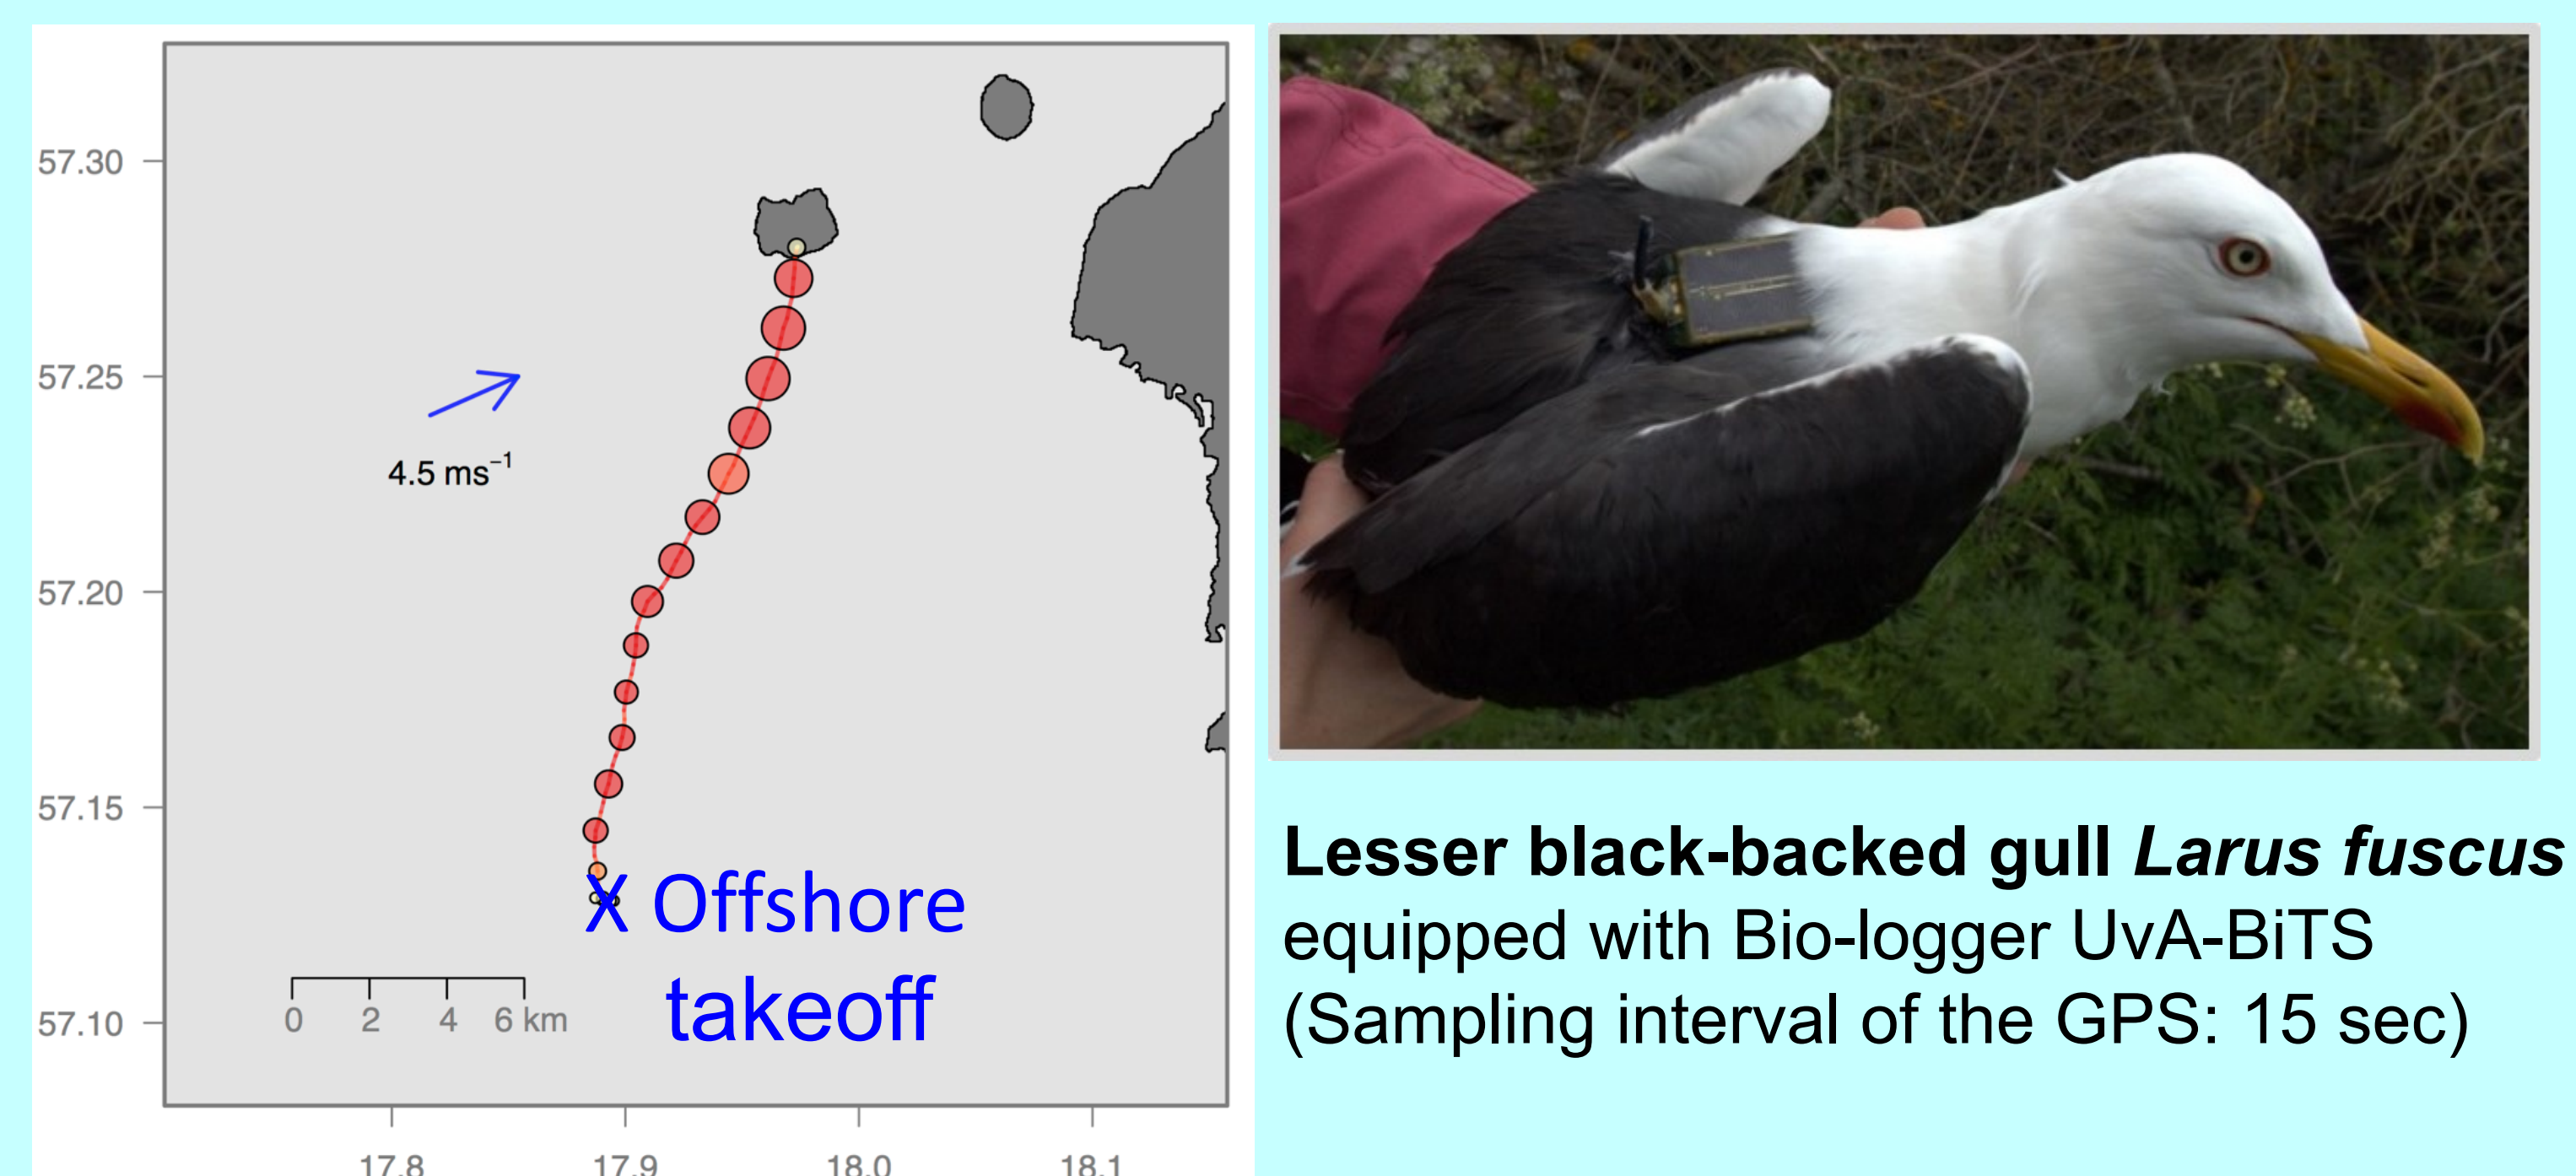 57.30
57.25
57.20
57.15
57.10
4.5 ms⁻¹
X Offshore
takeoff
0 2 4 6 km
17.8 17.9 18.0 18.1
Lesser black-backed gull Larus fuscus
equipped with Bio-logger UvA-BiTS
(Sampling interval of the GPS: 15 sec)